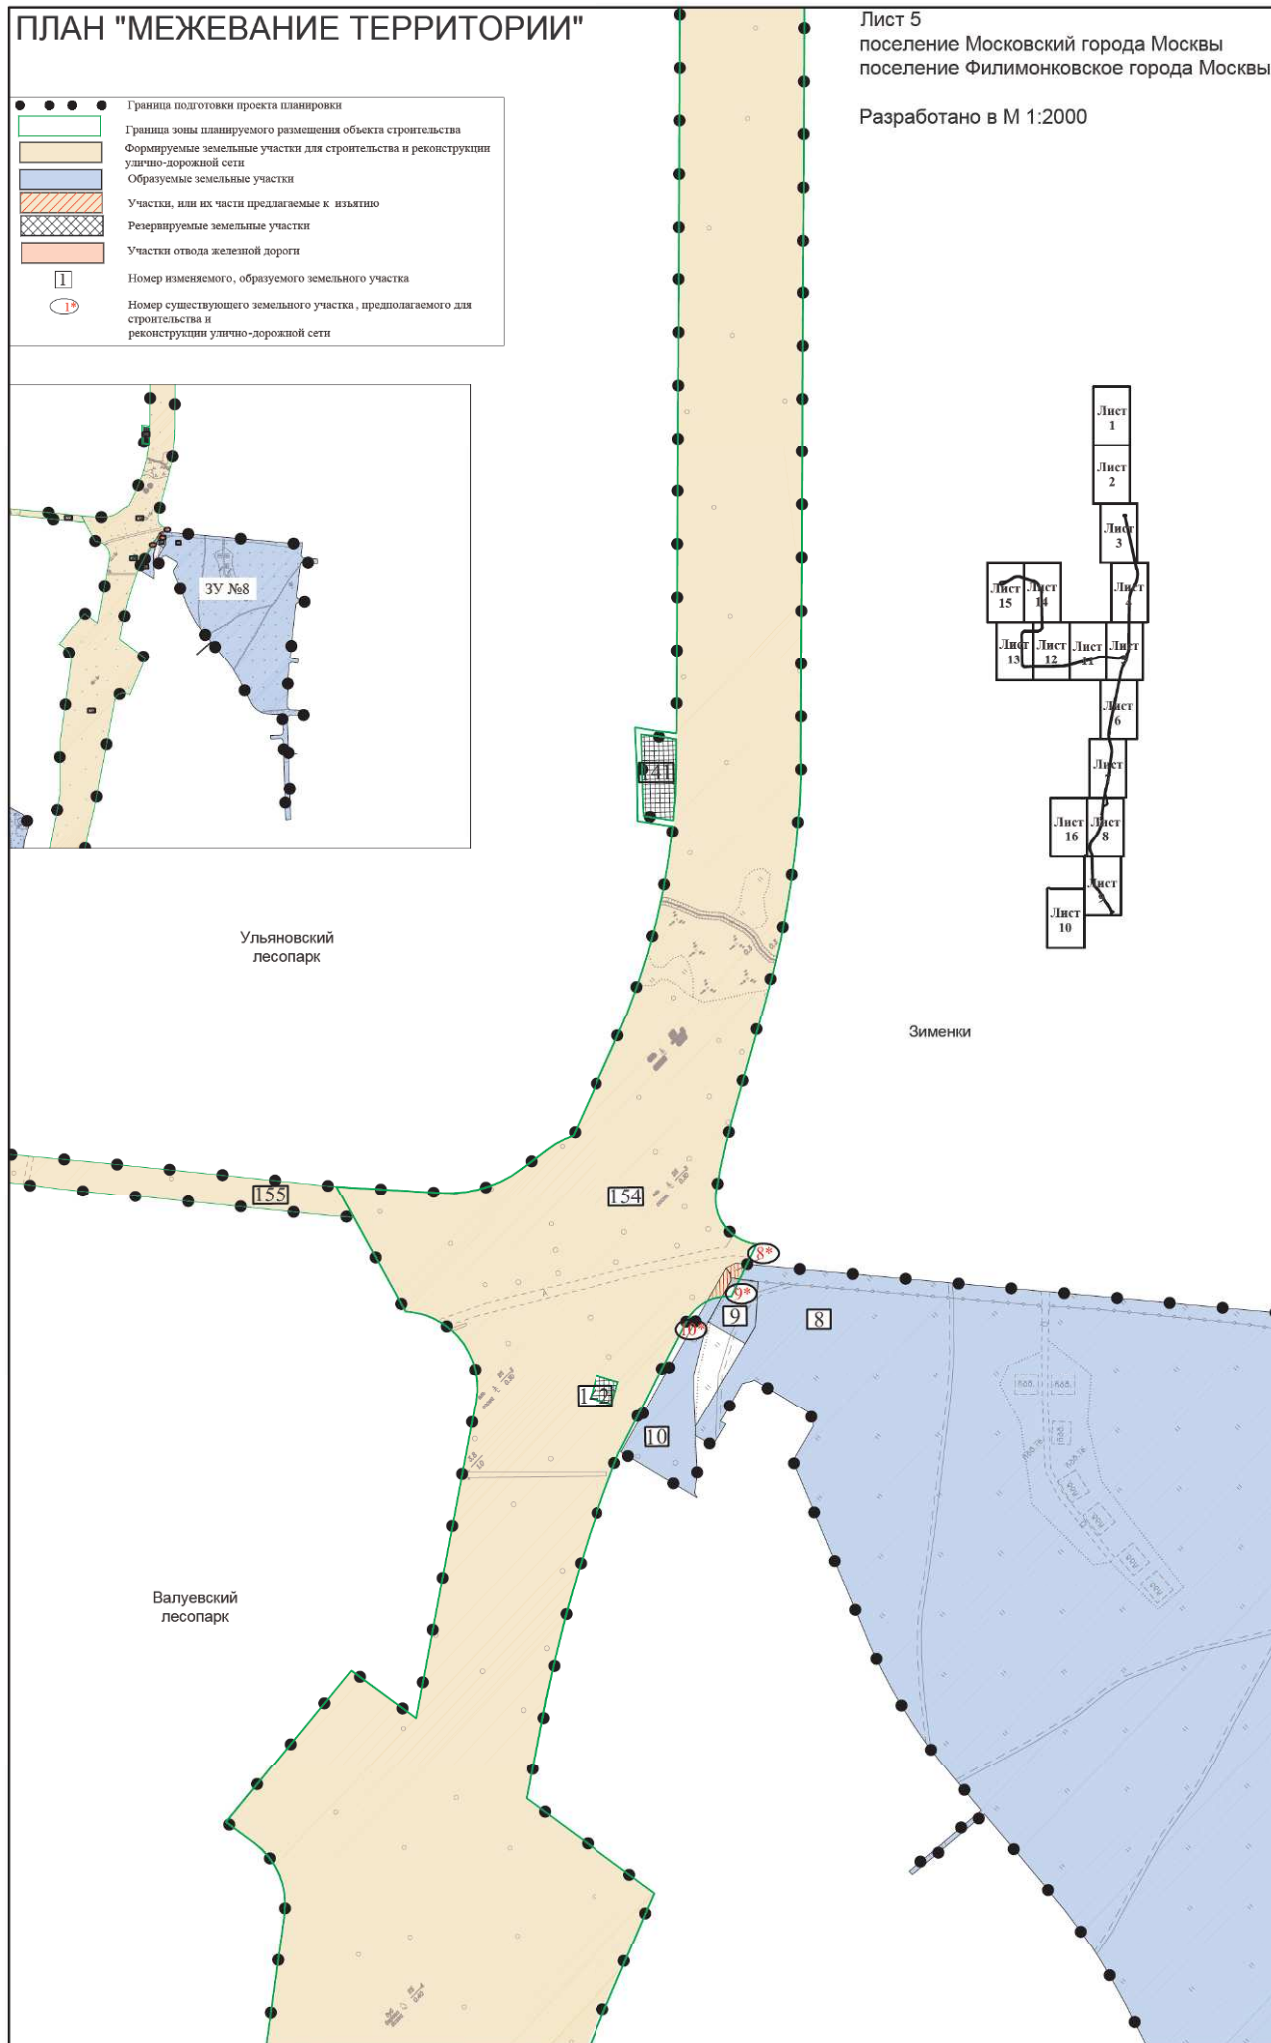 ПЛАН "МЕЖЕВАНИЕ ТЕРРИТОРИИ"
Лист 5
поселение Московский города Москвы
поселение Филимонковское города Москвы
Разработано в М 1:2000
Граница подготовки проекта планировки
Граница зоны планируемого размещения объекта строительства
Формируемые земельные участки для строительства и реконструкции
улично-дорожной сети
Образуемые земельные участки
Участки, или их части предлагаемые к изъятию
Резервируемые земельные участки
Участки отвода железной дороги
1
Номер изменяемого, образуемого земельного участка
1*
Номер существующего земельного участка, предполагаемого для
строительства и
реконструкции улично-дорожной сети
ЗУ №8
Лист
1
Лист
2
Лист
3
Лист
15
Лист
14
Лист
4
Лист
13
Лист
12
Лист
11
Лист
Лист
6
Лист
Лист
16
Лист
8
Лист
9
Лист
10
141
Ульяновский
лесопарк
Зименки
155
154
8*
9*
10*
9
8
142
10
Валуевский
лесопарк